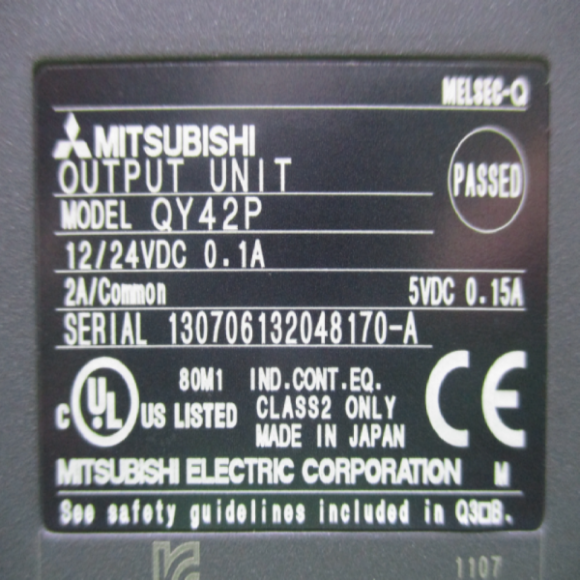 MELSEC-Q
MITSUBISHI
OUTPUT UNIT
PASSED
MODEL QY42P
12/24VDC 0.1A
2A/Common 5VDC 0.15A
SERIAL 130706132048170-A
C UL US LISTED 80M1 IND.CONT.EQ.
CLASS2 ONLY
MADE IN JAPAN
CE
MITSUBISHI ELECTRIC CORPORATION M
See safety guidelines included in Q3□B.
1107